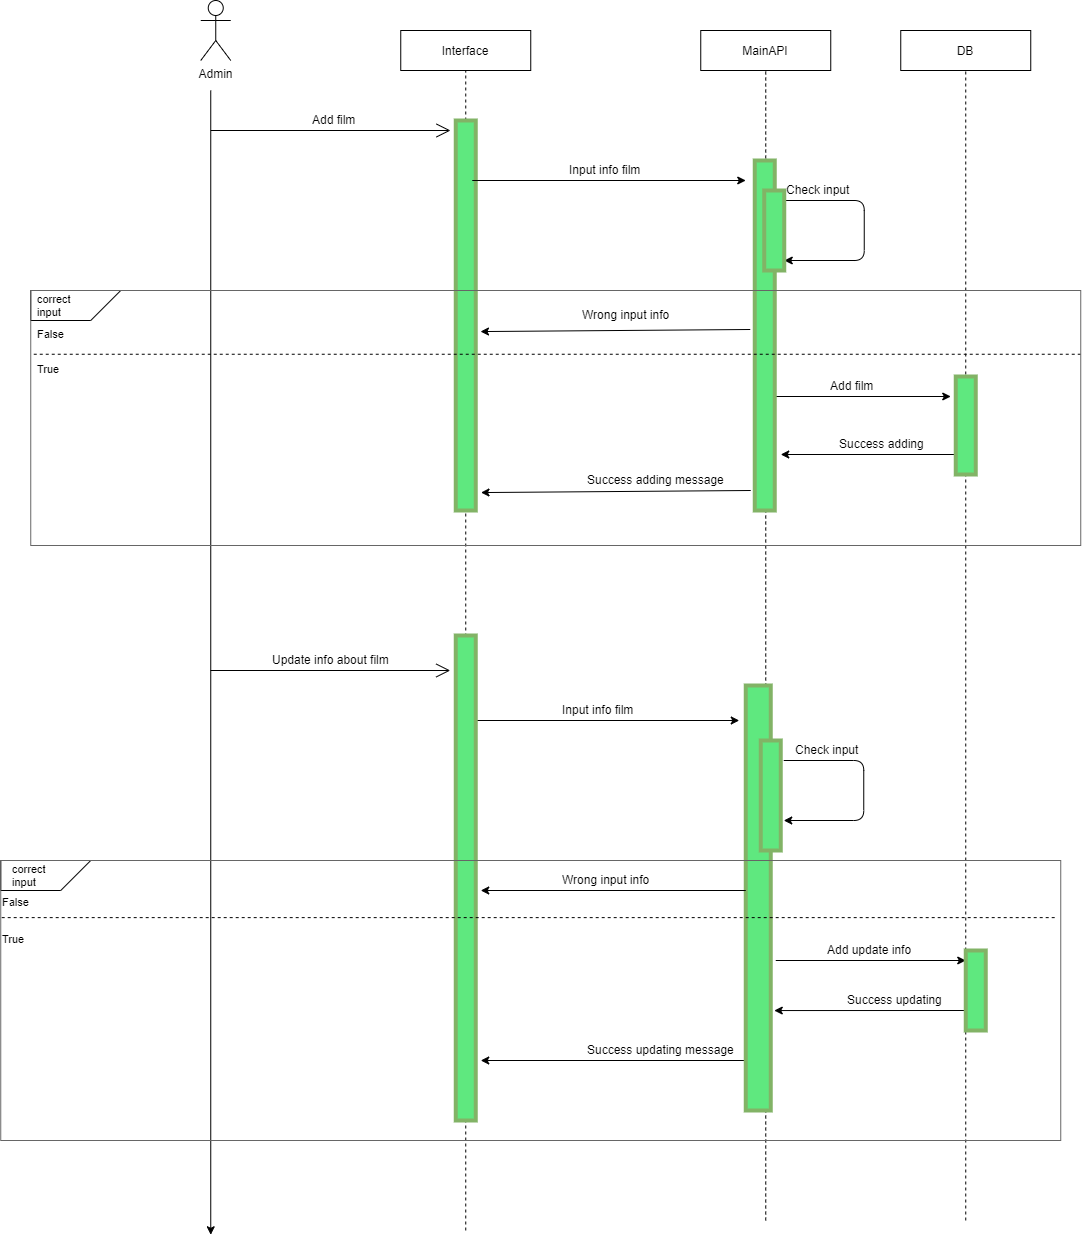 Admin
Interface
MainAPI
DB
Add film
Input info film
Check input
correct
input
Wrong input info
False
True
Add film
Success adding
Success adding message
Update info about film
Input info film
Check input
correct
input
Wrong input info
False
True
Add update info
Success updating
Success updating message